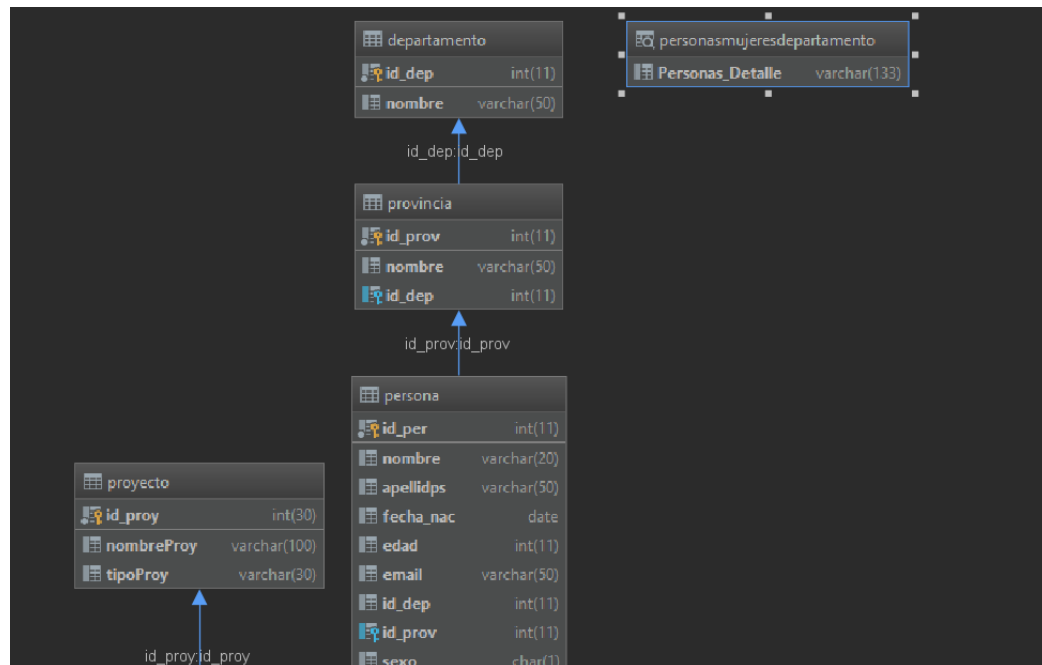 departamento
id_dep int(11)
nombre varchar(50)
personasmujeresdepartamento
Personas_Detalle varchar(133)
id_dep:id_dep
provincia
id_prov int(11)
nombre varchar(50)
id_dep int(11)
id_prov:id_prov
persona
id_per int(11)
nombre varchar(20)
apellidps varchar(50)
fecha_nac date
edad int(11)
email varchar(50)
id_dep int(11)
id_prov int(11)
sexo char(1)
proyecto
id_proy int(30)
nombreProy varchar(100)
tipoProy varchar(30)
id_proy:id_proy